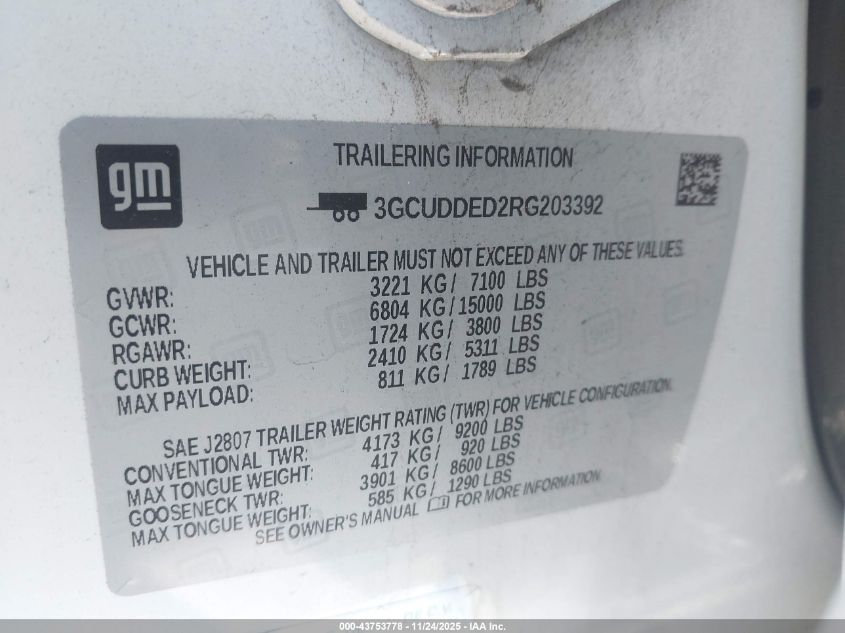 gm
TRAILERING INFORMATION
3GCUDDED2RG203392
VEHICLE AND TRAILER MUST NOT EXCEED ANY OF THESE VALUES.
GVWR: 3221 KG/ 7100 LBS
GCWR: 6804 KG/15000 LBS
RGAWR: 1724 KG/ 3800 LBS
CURB WEIGHT: 2410 KG/ 5311 LBS
MAX PAYLOAD: 811 KG/ 1789 LBS
SAE J2807 TRAILER WEIGHT RATING (TWR) FOR VEHICLE CONFIGURATION.
CONVENTIONAL TWR: 4173 KG/ 9200 LBS
MAX TONGUE WEIGHT: 417 KG/ 920 LBS
GOOSENECK TWR: 3901 KG/ 8600 LBS
MAX TONGUE WEIGHT: 585 KG/ 1290 LBS
SEE OWNER'S MANUAL FOR MORE INFORMATION
000-43753778 - 11/24/2025 - IAA Inc.